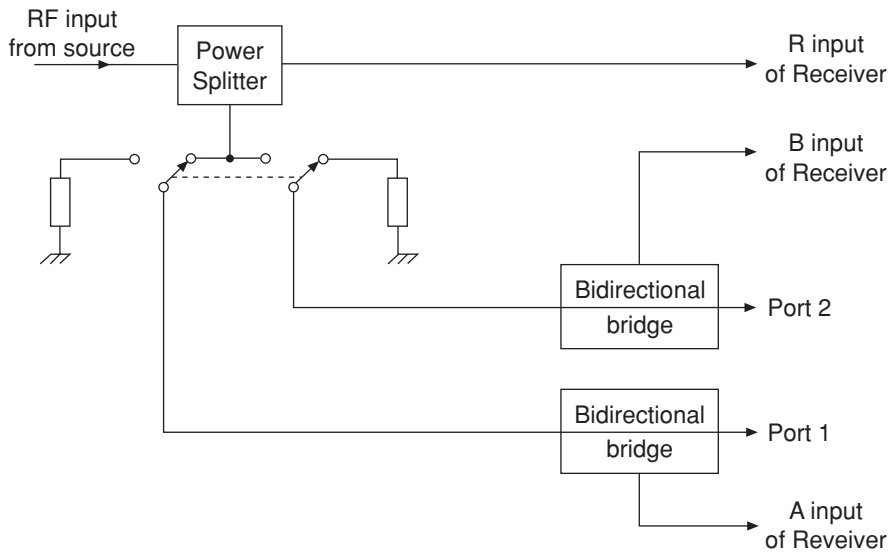 RF input
from source
Power
Splitter
R input
of Receiver
B input
of Receiver
Bidirectional
bridge
Port 2
Bidirectional
bridge
Port 1
A input
of Reveiver